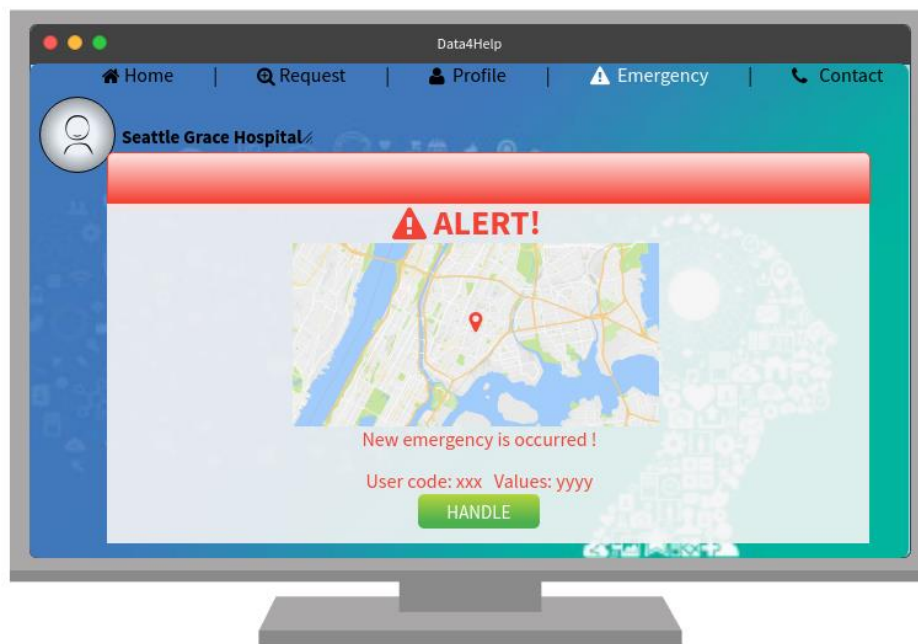 Data4Help
Home | Request | Profile | Emergency | Contact
Seattle Grace Hospital
ALERT!
New emergency is occurred !
User code: xxx Values: yyyy
HANDLE